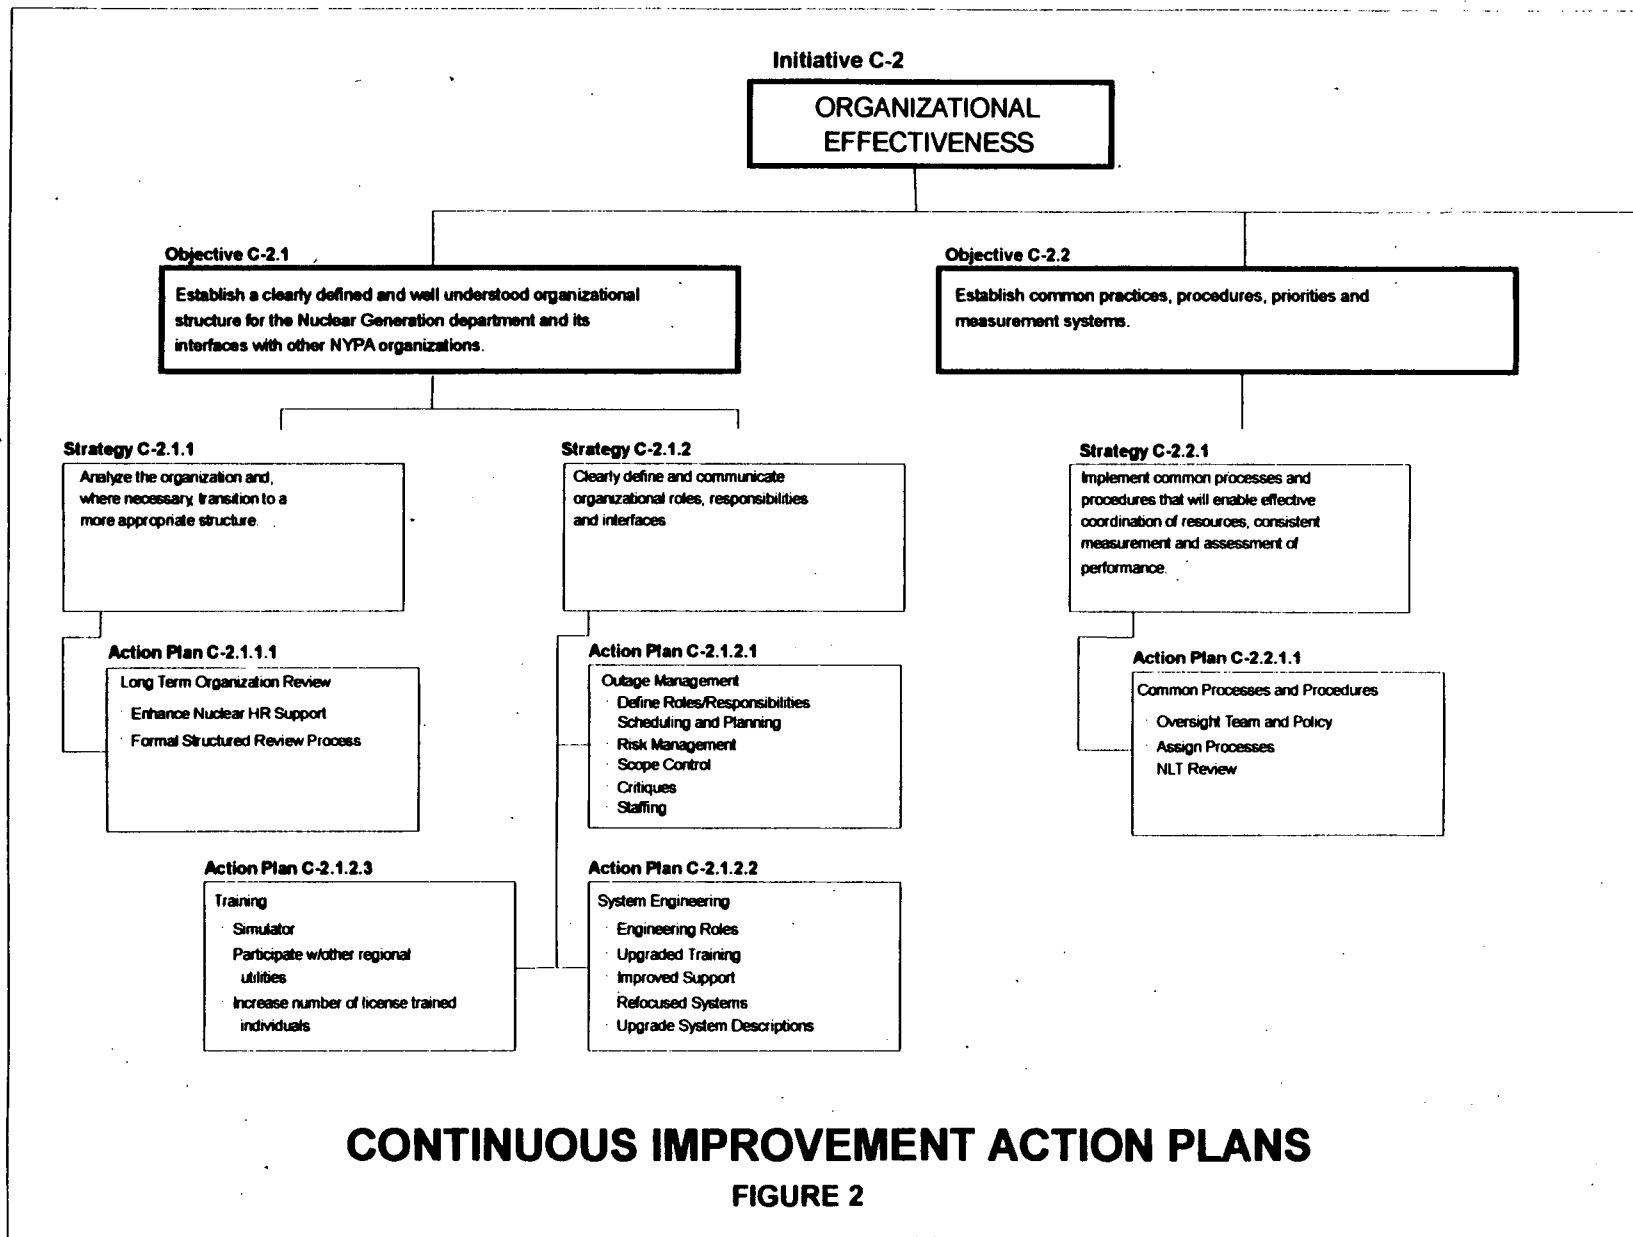 Initiative C-2
ORGANIZATIONAL
EFFECTIVENESS
Objective C-2.1
Establish a clearly defined and well understood organizational
structure for the Nuclear Generation department and its
interfaces with other NYPA organizations.
Objective C-2.2
Establish common practices, procedures, priorities and
measurement systems.
Strategy C-2.1.1
Analyze the organization and,
where necessary, transition to a
more appropriate structure.
Strategy C-2.1.2
Clearly define and communicate
organizational roles, responsibilities
and interfaces
Strategy C-2.2.1
Implement common processes and
procedures that will enable effective
coordination of resources, consistent
measurement and assessment of
performance.
Action Plan C-2.1.1.1
Long Term Organization Review
· Enhance Nuclear HR Support
· Formal Structured Review Process
Action Plan C-2.1.2.1
Outage Management
· Define Roles/Responsibilities
Scheduling and Planning
· Risk Management
· Scope Control
· Critiques
· Staffing
Action Plan C-2.2.1.1
Common Processes and Procedures
· Oversight Team and Policy
· Assign Processes
NLT Review
Action Plan C-2.1.2.3
Training
· Simulator
Participate w/other regional
utilities
· Increase number of license trained
individuals
Action Plan C-2.1.2.2
System Engineering
· Engineering Roles
· Upgraded Training
· Improved Support
Refocused Systems
· Upgrade System Descriptions
CONTINUOUS IMPROVEMENT ACTION PLANS
FIGURE 2